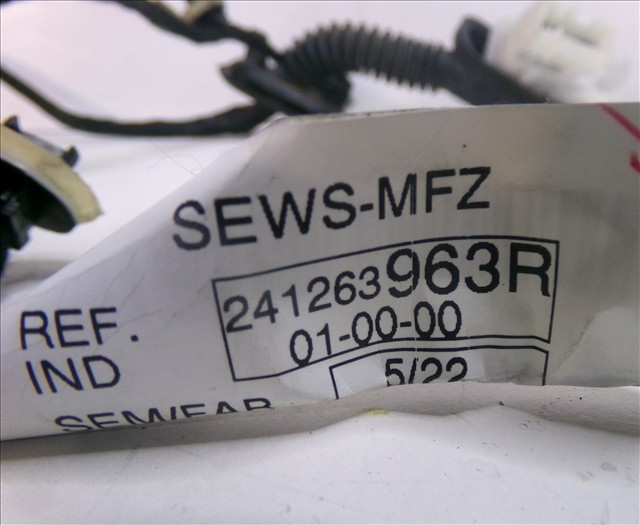 SEWS-MFZ
REF. 241263963R
IND 01-00-00
5/22